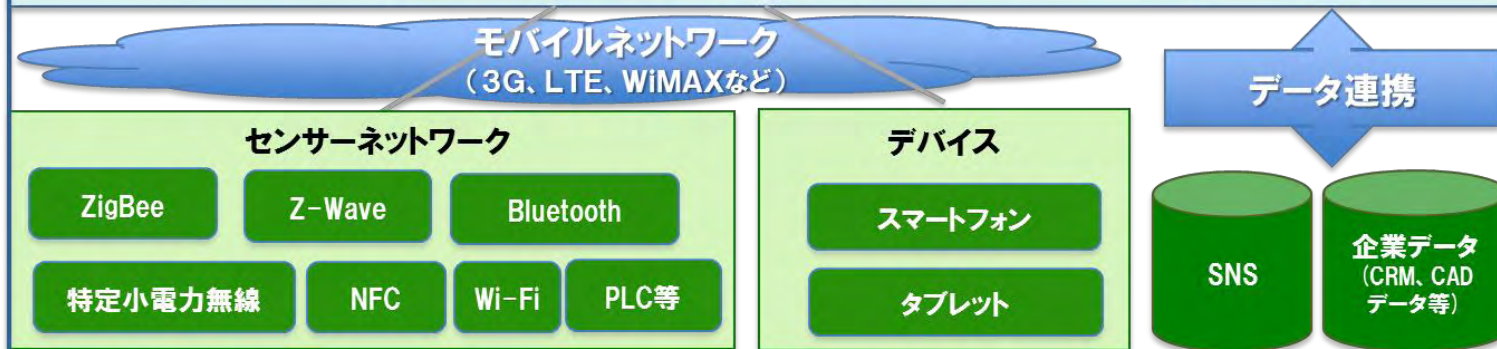 モバイルネットワーク
（3G、LTE、WiMAXなど）
データ連携
センサーネットワーク
ZigBee
Z-Wave
Bluetooth
特定小電力無線
NFC
Wi-Fi
PLC等
デバイス
スマートフォン
タブレット
SNS
企業データ
（CRM、CAD
データ等）